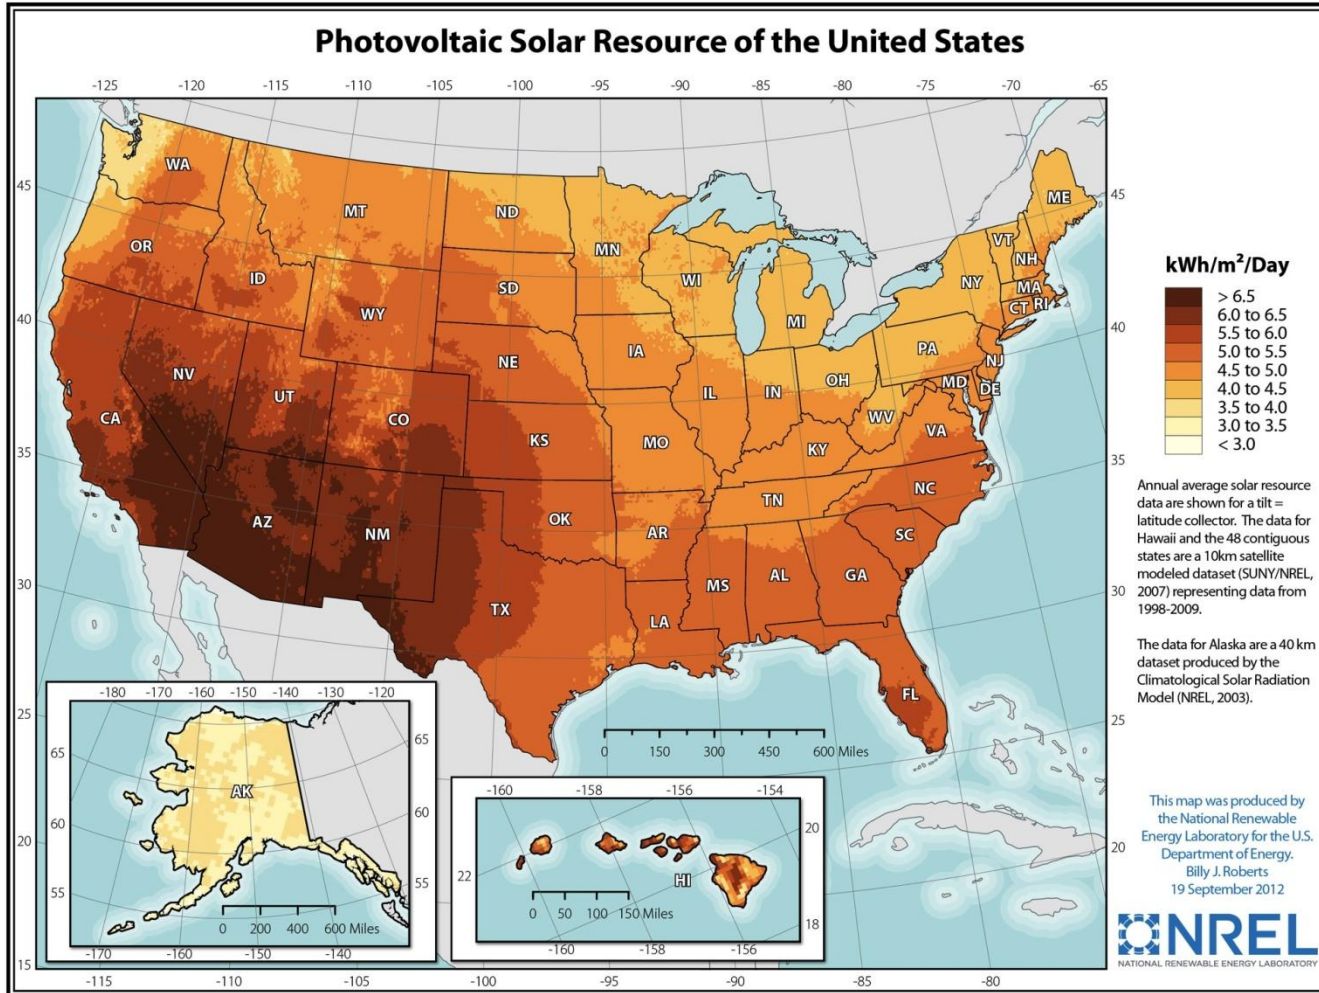 Photovoltaic Solar Resource of the United States
-125 -120 -115 -110 -105 -100 -95 -90 -85 -80 -75 -70 -65
45
40
35
30
25
20
15
45
40
35
30
25
20
-115 -110 -105 -100 -95 -90 -85 -80
WA
MT
ND
MN
ME
VT
NH
OR
ID
WY
SD
WI
MI
NY
MA
CT RI
NV
UT
CO
NE
IA
IL
IN
OH
PA
NJ
MD
DE
WV
VA
CA
KS
MO
KY
AZ
NM
OK
AR
TN
NC
SC
TX
LA
MS
AL
GA
FL
0 150 300 450 600 Miles
-180 -170 -160 -150 -140 -130 -120
65
60
55
65
60
55
AK
0 200 400 600 Miles
-170 -160 -150 -140
-160 -158 -156 -154
22
20
18
HI
0 50 100 150 Miles
-160 -158 -156
kWh/m²/Day
> 6.5
6.0 to 6.5
5.5 to 6.0
5.0 to 5.5
4.5 to 5.0
4.0 to 4.5
3.5 to 4.0
3.0 to 3.5
< 3.0
Annual average solar resource
data are shown for a tilt =
latitude collector. The data for
Hawaii and the 48 contiguous
states are a 10km satellite
modeled dataset (SUNY/NREL,
2007) representing data from
1998-2009.
The data for Alaska are a 40 km
dataset produced by the
Climatological Solar Radiation
Model (NREL, 2003).
This map was produced by
the National Renewable
Energy Laboratory for the U.S.
Department of Energy.
Billy J. Roberts
19 September 2012
NREL
NATIONAL RENEWABLE ENERGY LABORATORY